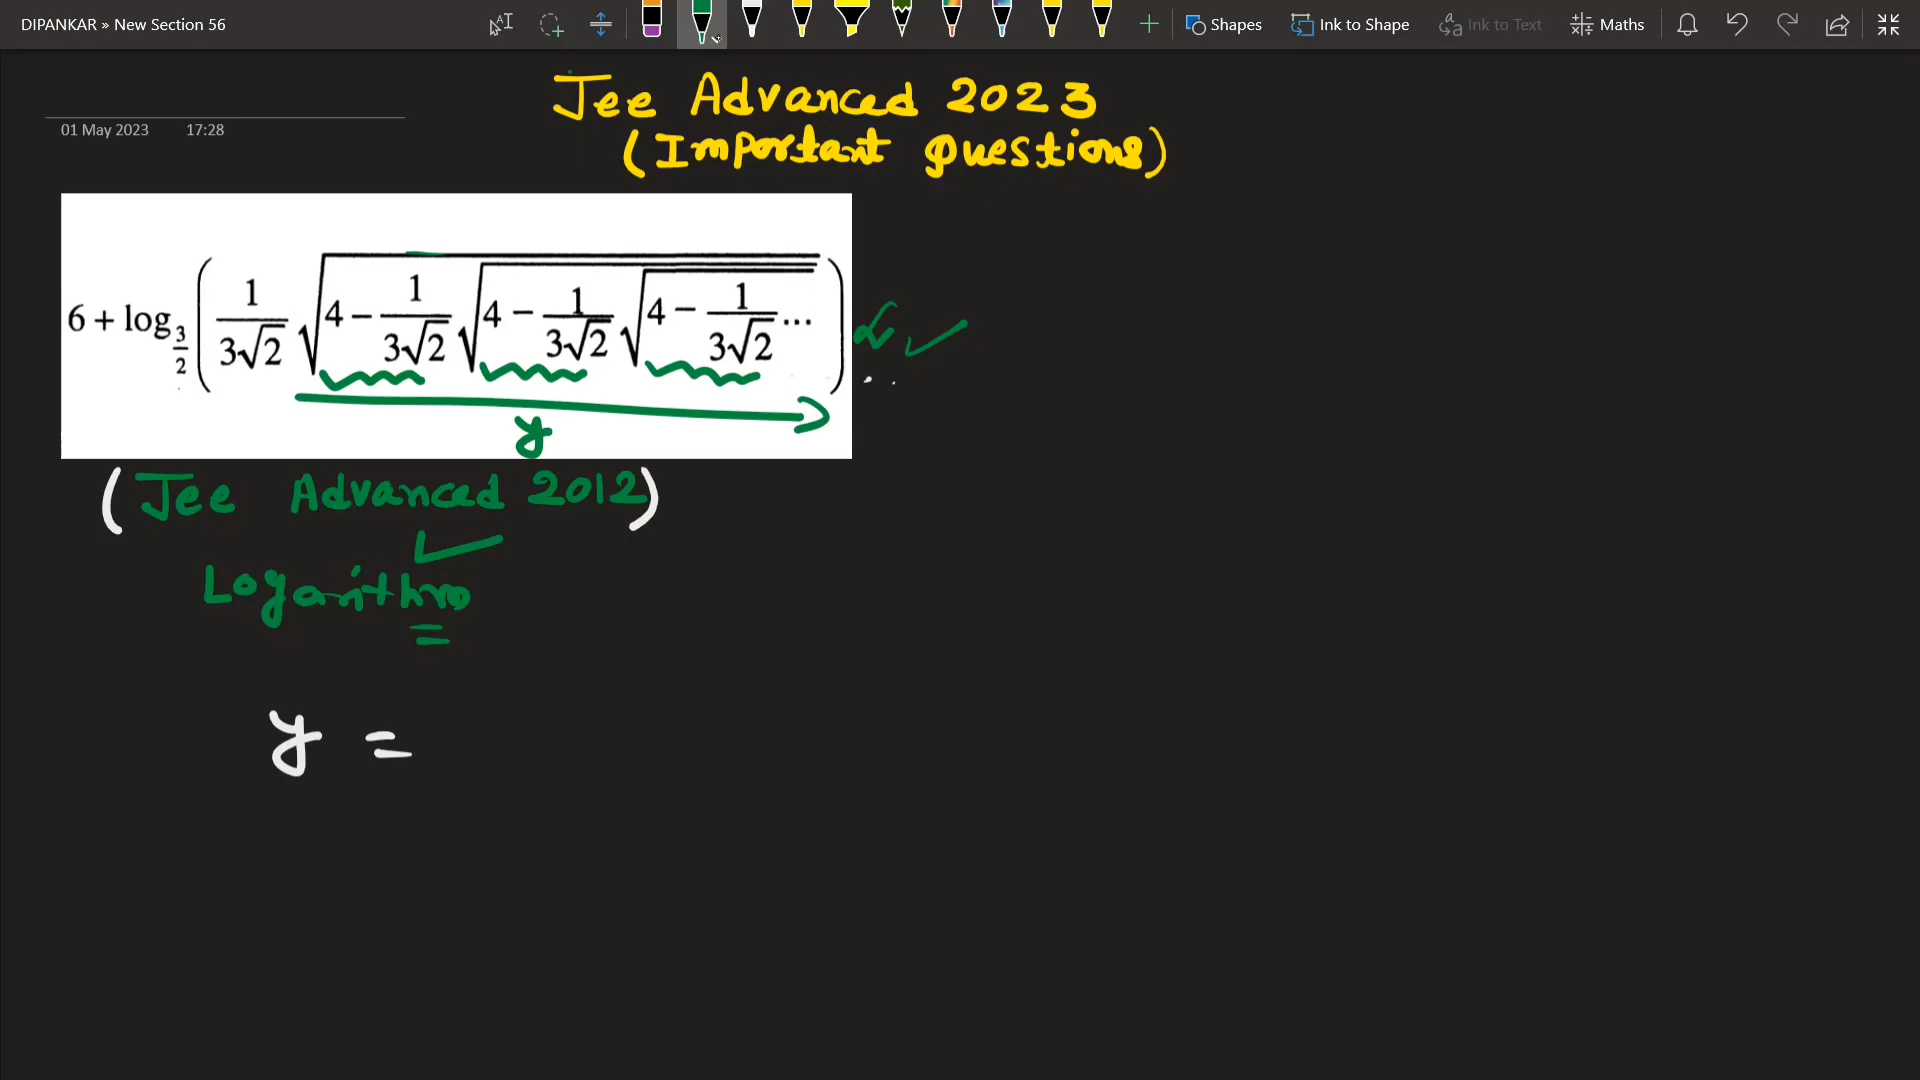 DIPANKAR » New Section 56
Shapes
Ink to Shape
Ink to Text
Maths
Jee Advanced 2023
(Important Questions)
01 May 2023 17:28
6 + log_{3/2} ( 1/(3√2) √(4 − 1/(3√2) √(4 − 1/(3√2) √(4 − 1/(3√2) ...))) )
y
(Jee Advanced 2012)
Logarithm
y =